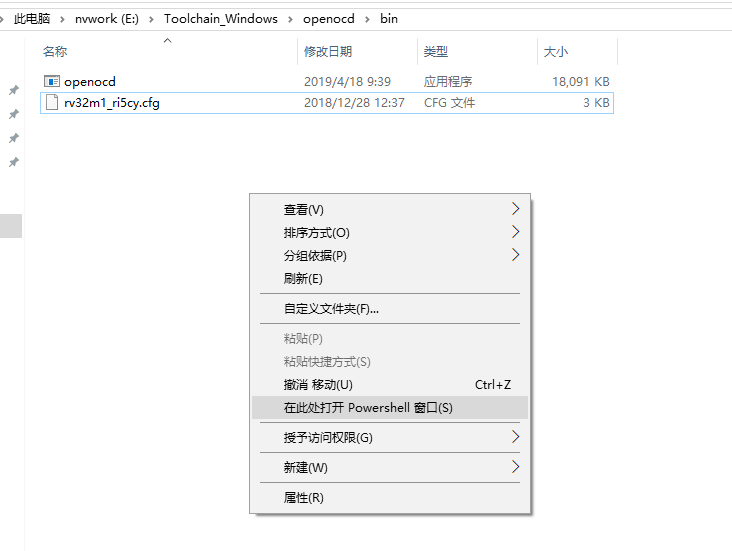 此电脑 > nvwork (E:) > Toolchain_Windows > openocd > bin
名称 修改日期 类型 大小
openocd 2019/4/18 9:39 应用程序 18,091 KB
rv32m1_ri5cy.cfg 2018/12/28 12:37 CFG 文件 3 KB
查看(V)
排序方式(O)
分组依据(P)
刷新(E)
自定义文件夹(F)...
粘贴(P)
粘贴快捷方式(S)
撤消 移动(U) Ctrl+Z
在此处打开 Powershell 窗口(S)
授予访问权限(G)
新建(W)
属性(R)